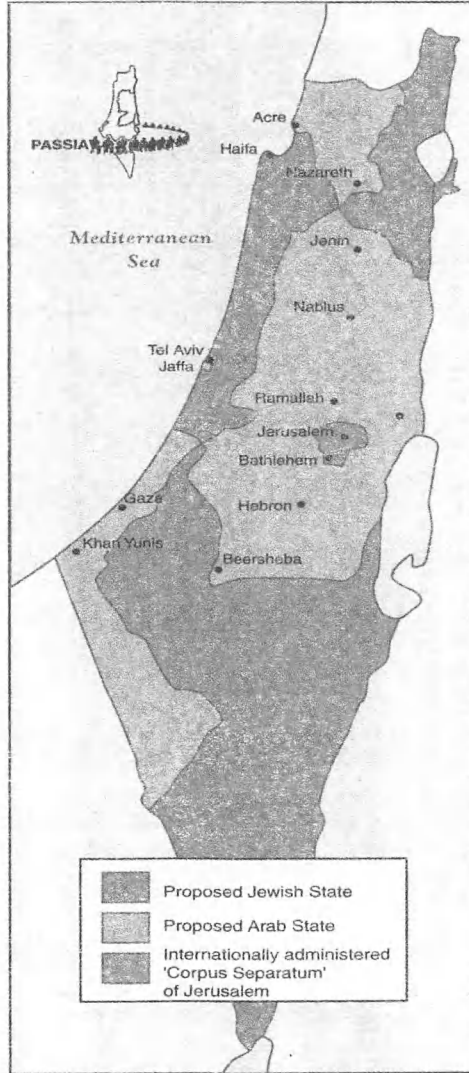 Acre
PASSIA
Haifa
Nazareth
Mediterranean
Sea
Jenin
Nablus
Tel Aviv
Jaffa
Ramallah
Jerusalem
Bathlehem
Gaza
Hebron
Khan Yunis
Beersheba
Proposed Jewish State
Proposed Arab State
Internationally administered
'Corpus Separatum'
of Jerusalem